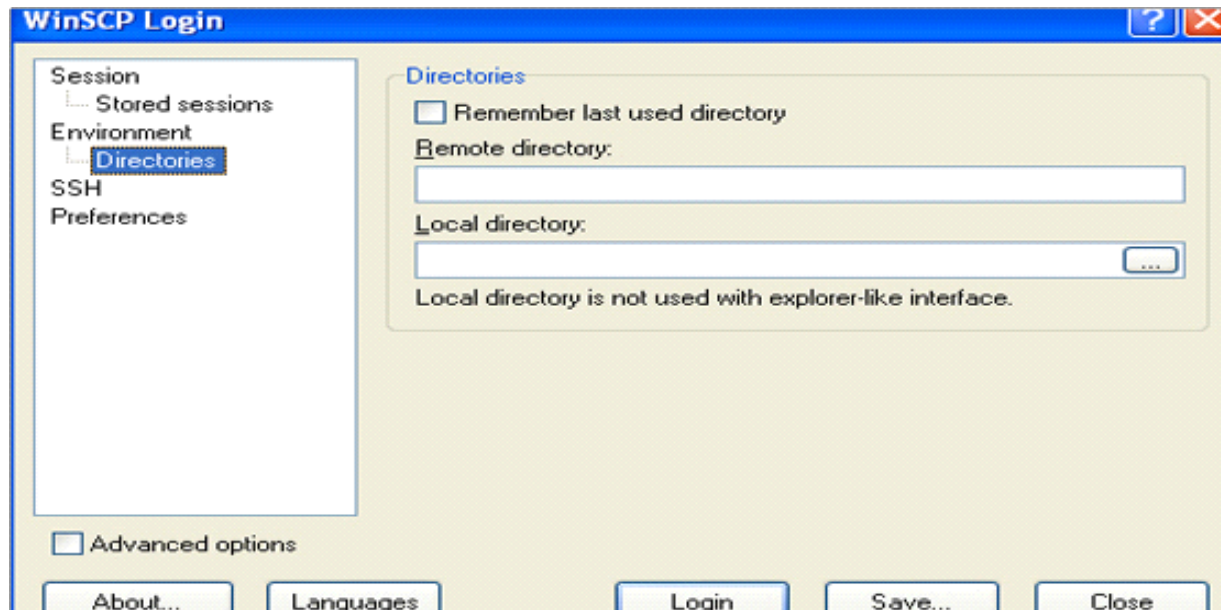 WinSCP Login
?
Session
Stored sessions
Environment
Directories
SSH
Preferences
Directories
Remember last used directory
Remote directory:
Local directory:
...
Local directory is not used with explorer-like interface.
Advanced options
About...
Languages
Login
Save...
Close